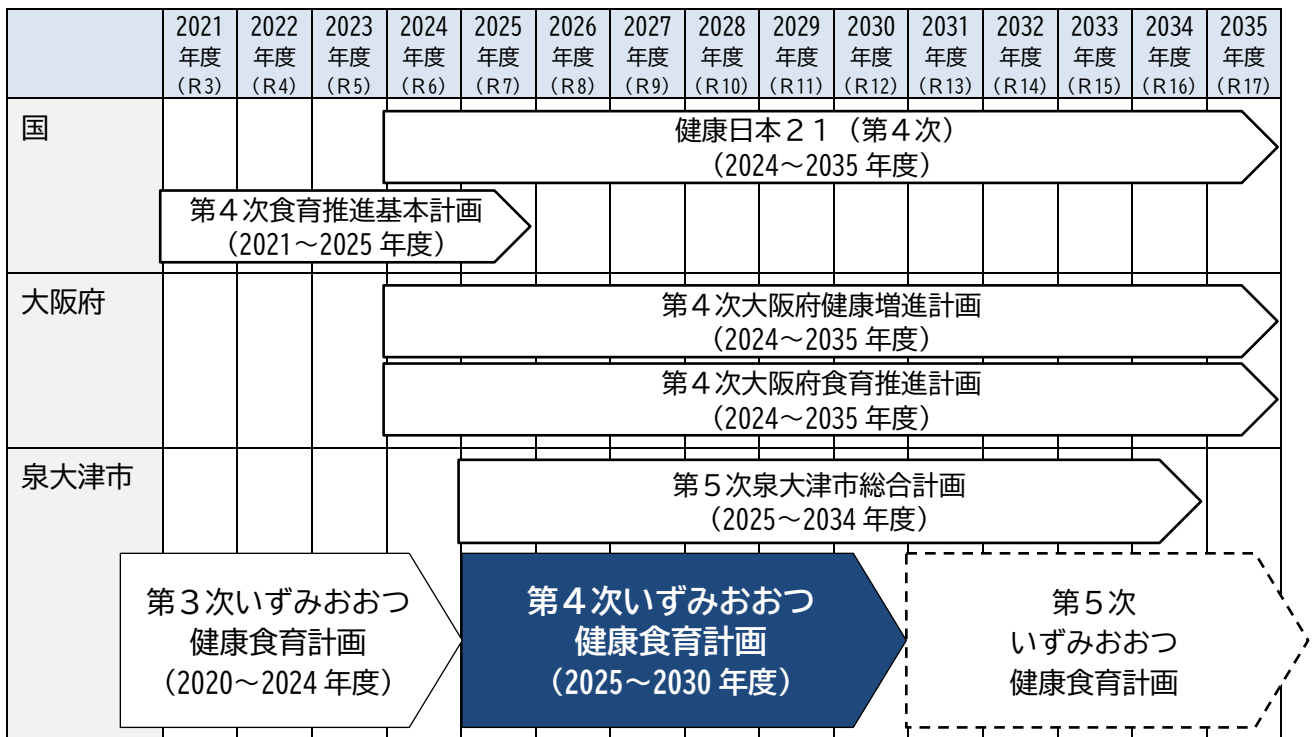 2021 2022 2023 2024 2025 2026 2027 2028 2029 2030 2031 2032 2033 2034 2035
年度 年度 年度 年度 年度 年度 年度 年度 年度 年度 年度 年度 年度 年度 年度
(R3) (R4) (R5) (R6) (R7) (R8) (R9) (R10) (R11) (R12) (R13) (R14) (R15) (R16) (R17)
国
健康日本２１（第４次）
（2024～2035 年度）
第４次食育推進基本計画
（2021～2025 年度）
大阪府
第４次大阪府健康増進計画
（2024～2035 年度）
第４次大阪府食育推進計画
（2024～2035 年度）
泉大津市
第５次泉大津市総合計画
（2025～2034 年度）
第３次いずみおおつ
健康食育計画
（2020～2024 年度）
第４次いずみおおつ
健康食育計画
（2025～2030 年度）
第５次
いずみおおつ
健康食育計画